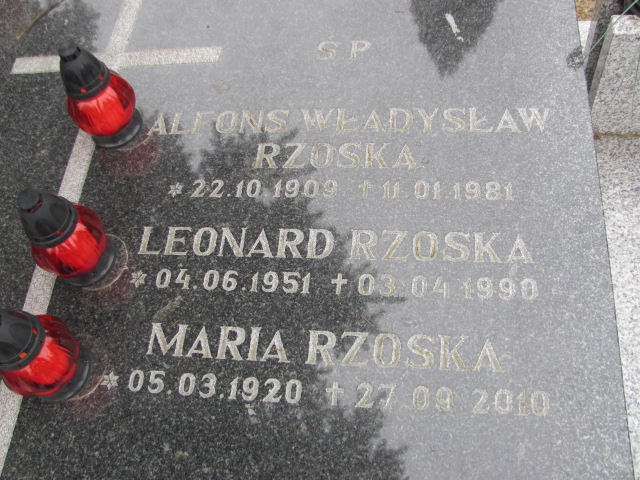 S P
ALFONS WŁADYSŁAW
RZOSKA
* 22.10.1909 † 11.01.1981
LEONARD RZOSKA
* 04.06.1951 † 03.04.1990
MARIA RZOSKA
* 05.03.1920 † 27.09.2010